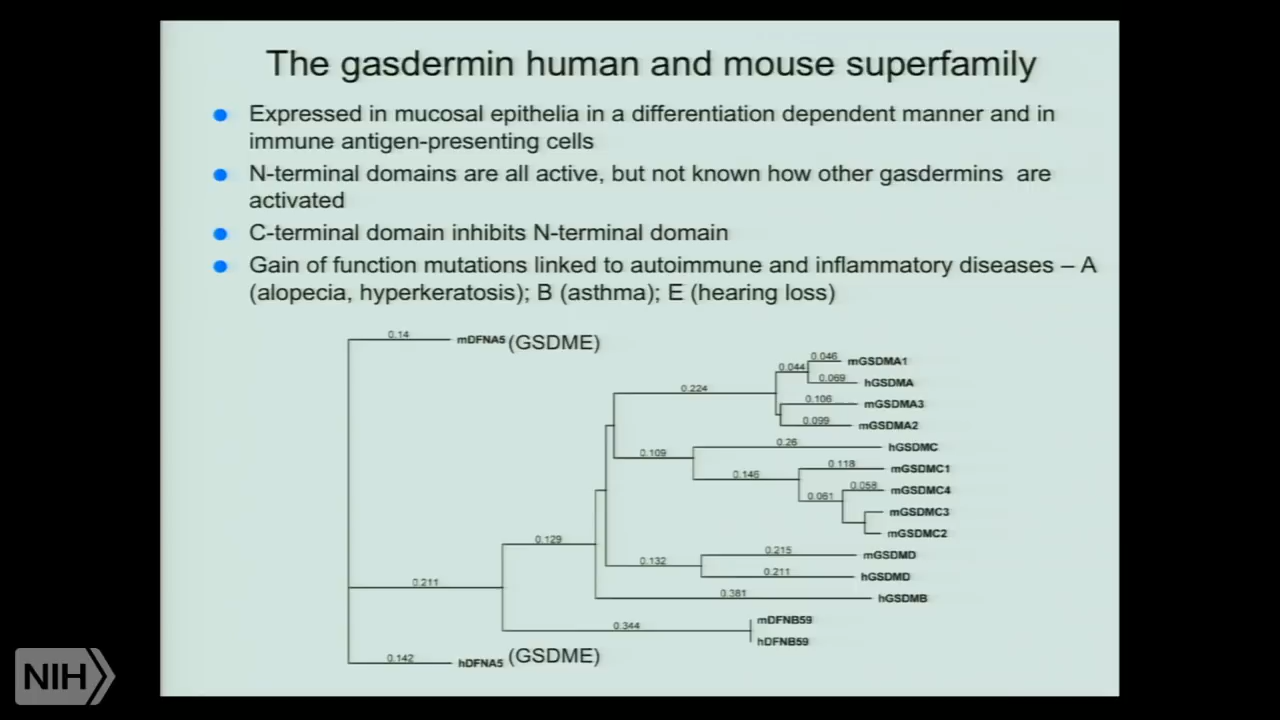 The gasdermin human and mouse superfamily
Expressed in mucosal epithelia in a differentiation dependent manner and in
immune antigen-presenting cells
N-terminal domains are all active, but not known how other gasdermins are
activated
C-terminal domain inhibits N-terminal domain
Gain of function mutations linked to autoimmune and inflammatory diseases – A
(alopecia, hyperkeratosis); B (asthma); E (hearing loss)
0.14
mDFNA5 (GSDME)
0.046
mGSDMA1
0.044
0.069
hGSDMA
0.224
0.106
mGSDMA3
0.099
mGSDMA2
0.26
hGSDMC
0.109
0.118
mGSDMC1
0.146
0.058
mGSDMC4
0.061
mGSDMC3
mGSDMC2
0.129
0.215
mGSDMD
0.132
0.211
hGSDMD
0.211
0.381
hGSDMB
0.344
mDFNB59
hDFNB59
0.142
hDFNA5 (GSDME)
NIH